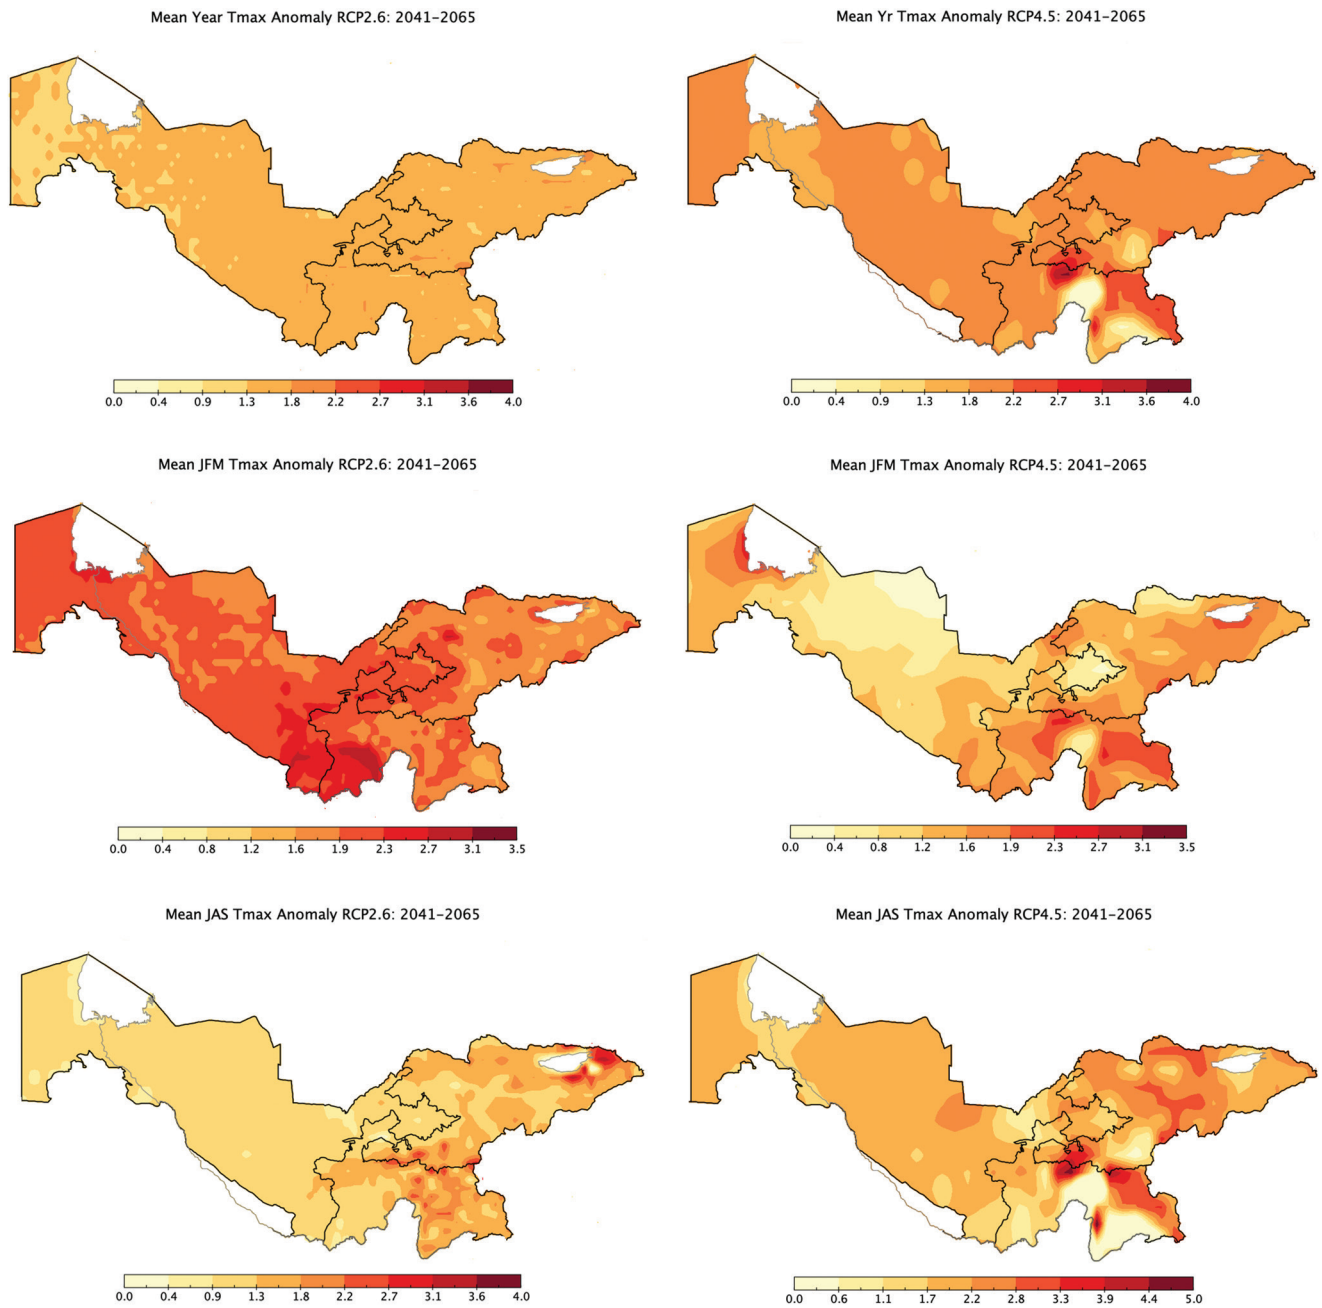 Mean Year Tmax Anomaly RCP2.6: 2041–2065
Mean Yr Tmax Anomaly RCP4.5: 2041–2065
0.0 0.4 0.9 1.3 1.8 2.2 2.7 3.1 3.6 4.0
0.0 0.4 0.9 1.3 1.8 2.2 2.7 3.1 3.6 4.0
Mean JFM Tmax Anomaly RCP2.6: 2041–2065
Mean JFM Tmax Anomaly RCP4.5: 2041–2065
0.0 0.4 0.8 1.2 1.6 1.9 2.3 2.7 3.1 3.5
0.0 0.4 0.8 1.2 1.6 1.9 2.3 2.7 3.1 3.5
Mean JAS Tmax Anomaly RCP2.6: 2041–2065
Mean JAS Tmax Anomaly RCP4.5: 2041–2065
0.0 0.4 0.9 1.3 1.8 2.2 2.7 3.1 3.6 4.0
0.0 0.6 1.1 1.7 2.2 2.8 3.3 3.9 4.4 5.0